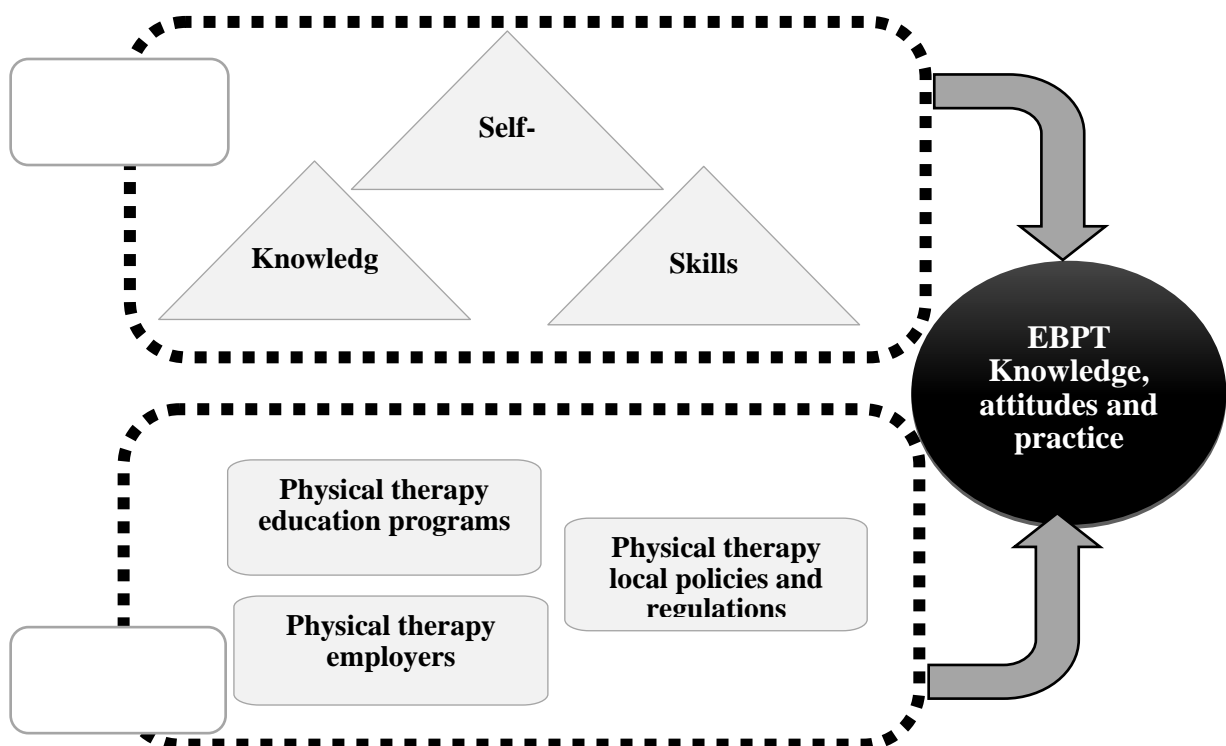 Self-
Knowledg
Skills
EBPT
Knowledge,
attitudes and
practice
Physical therapy
education programs
Physical therapy
local policies and
regulations
Physical therapy
employers